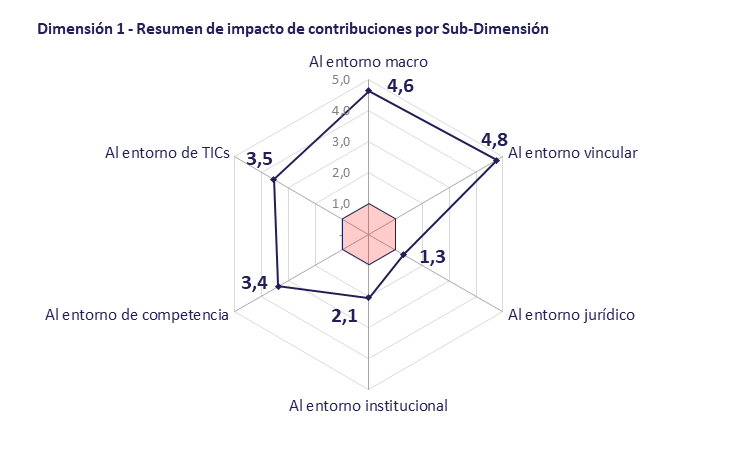 Dimensión 1 - Resumen de impacto de contribuciones por Sub-Dimensión
Al entorno macro
5,0
4,6
4,0
4,8
Al entorno de TICs
3,5
3,0
Al entorno vincular
2,0
1,0
-
1,3
3,4
Al entorno de competencia
2,1
Al entorno jurídico
Al entorno institucional